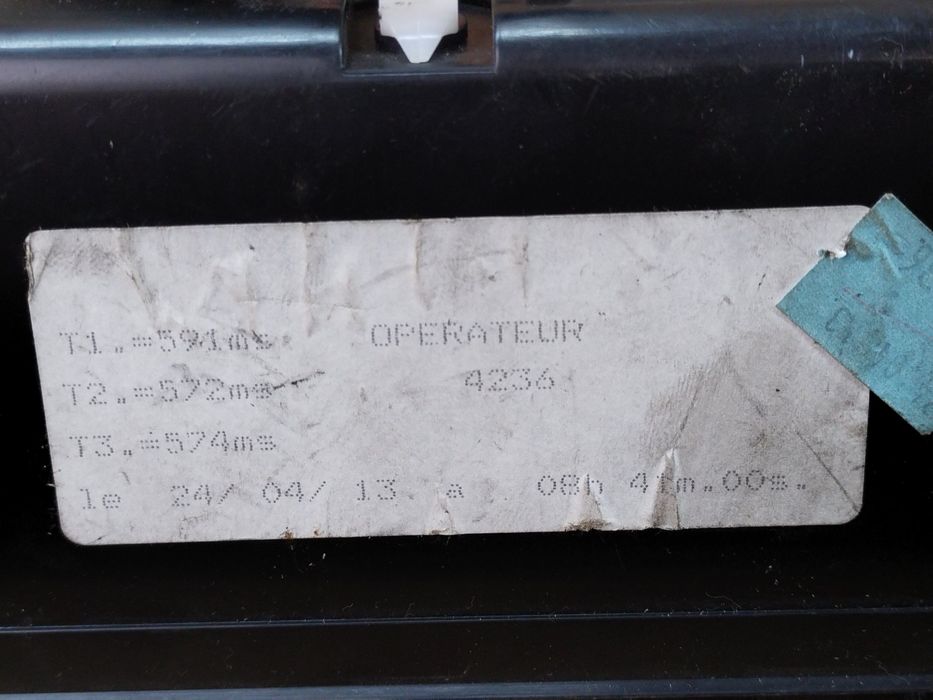 T1.=591ms OPERATEUR
T2.=572ms 4236
T3.=574ms
le 24/ 04/ 13. a 08h 41m.00s.